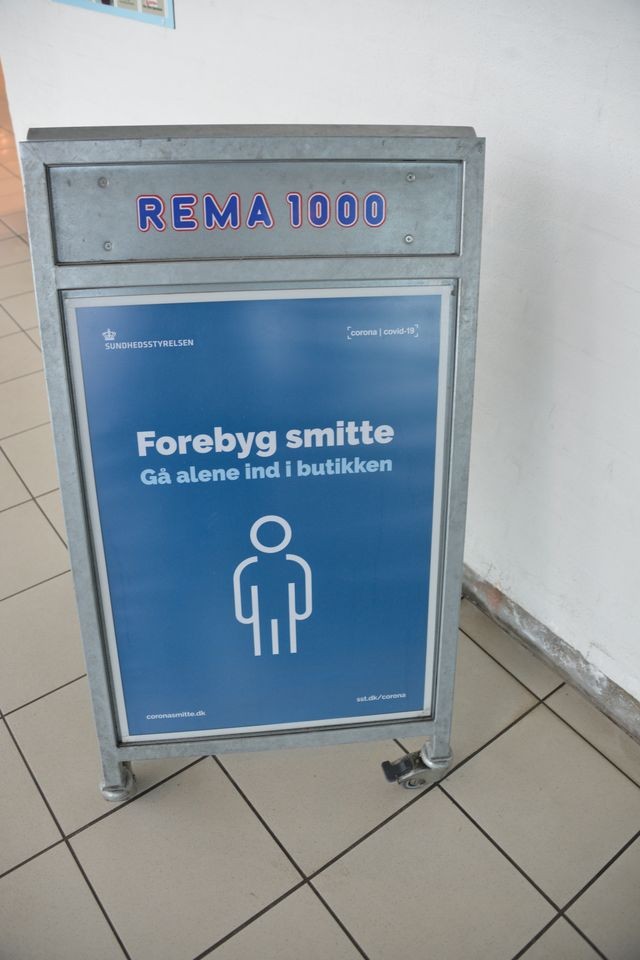 REMA 1000
SUNDHEDSSTYRELSEN
[corona | covid-19]
Forebyg smitte
Gå alene ind i butikken
coronasmitte.dk
sst.dk/corona